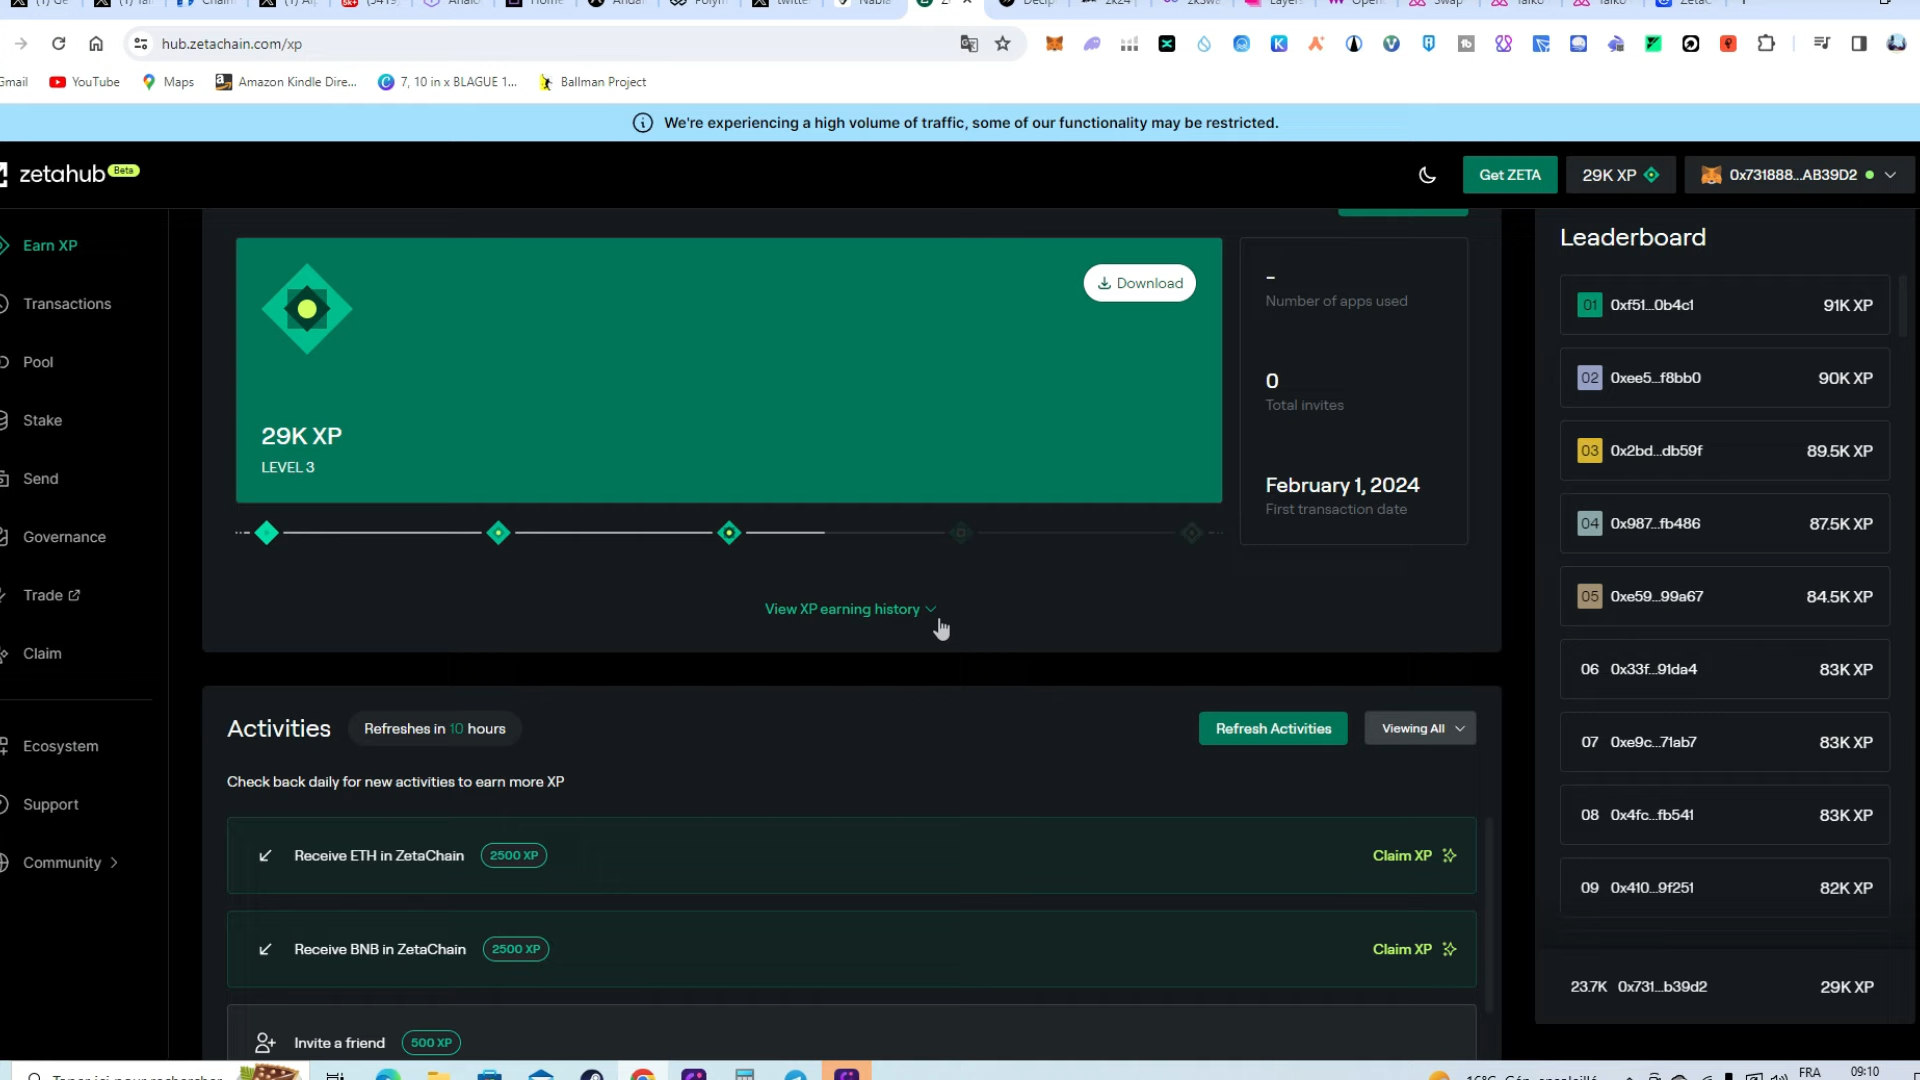 hub.zetachain.com/xp
Gmail
YouTube
Maps
Amazon Kindle Dire...
7, 10 in x BLAGUE 1...
Ballman Project
We're experiencing a high volume of traffic, some of our functionality may be restricted.
zetahub Beta
Get ZETA
29K XP
0x731888...AB39D2
Earn XP
Transactions
Pool
Stake
Send
Governance
Trade
Claim
Ecosystem
Support
Community
Download
29K XP
LEVEL 3
-
Number of apps used
0
Total invites
February 1, 2024
First transaction date
View XP earning history
Activities
Refreshes in 10 hours
Refresh Activities
Viewing All
Check back daily for new activities to earn more XP
Receive ETH in ZetaChain 2500 XP Claim XP
Receive BNB in ZetaChain 2500 XP Claim XP
Invite a friend 500 XP
Leaderboard
01 0xf51...0b4c1 91K XP
02 0xee5...f8bb0 90K XP
03 0x2bd...db59f 89.5K XP
04 0x987...fb486 87.5K XP
05 0xe59...99a67 84.5K XP
06 0x33f...91da4 83K XP
07 0xe9c...71ab7 83K XP
08 0x4fc...fb541 83K XP
09 0x410...9f251 82K XP
23.7K 0x731...b39d2 29K XP
FRA
09:10